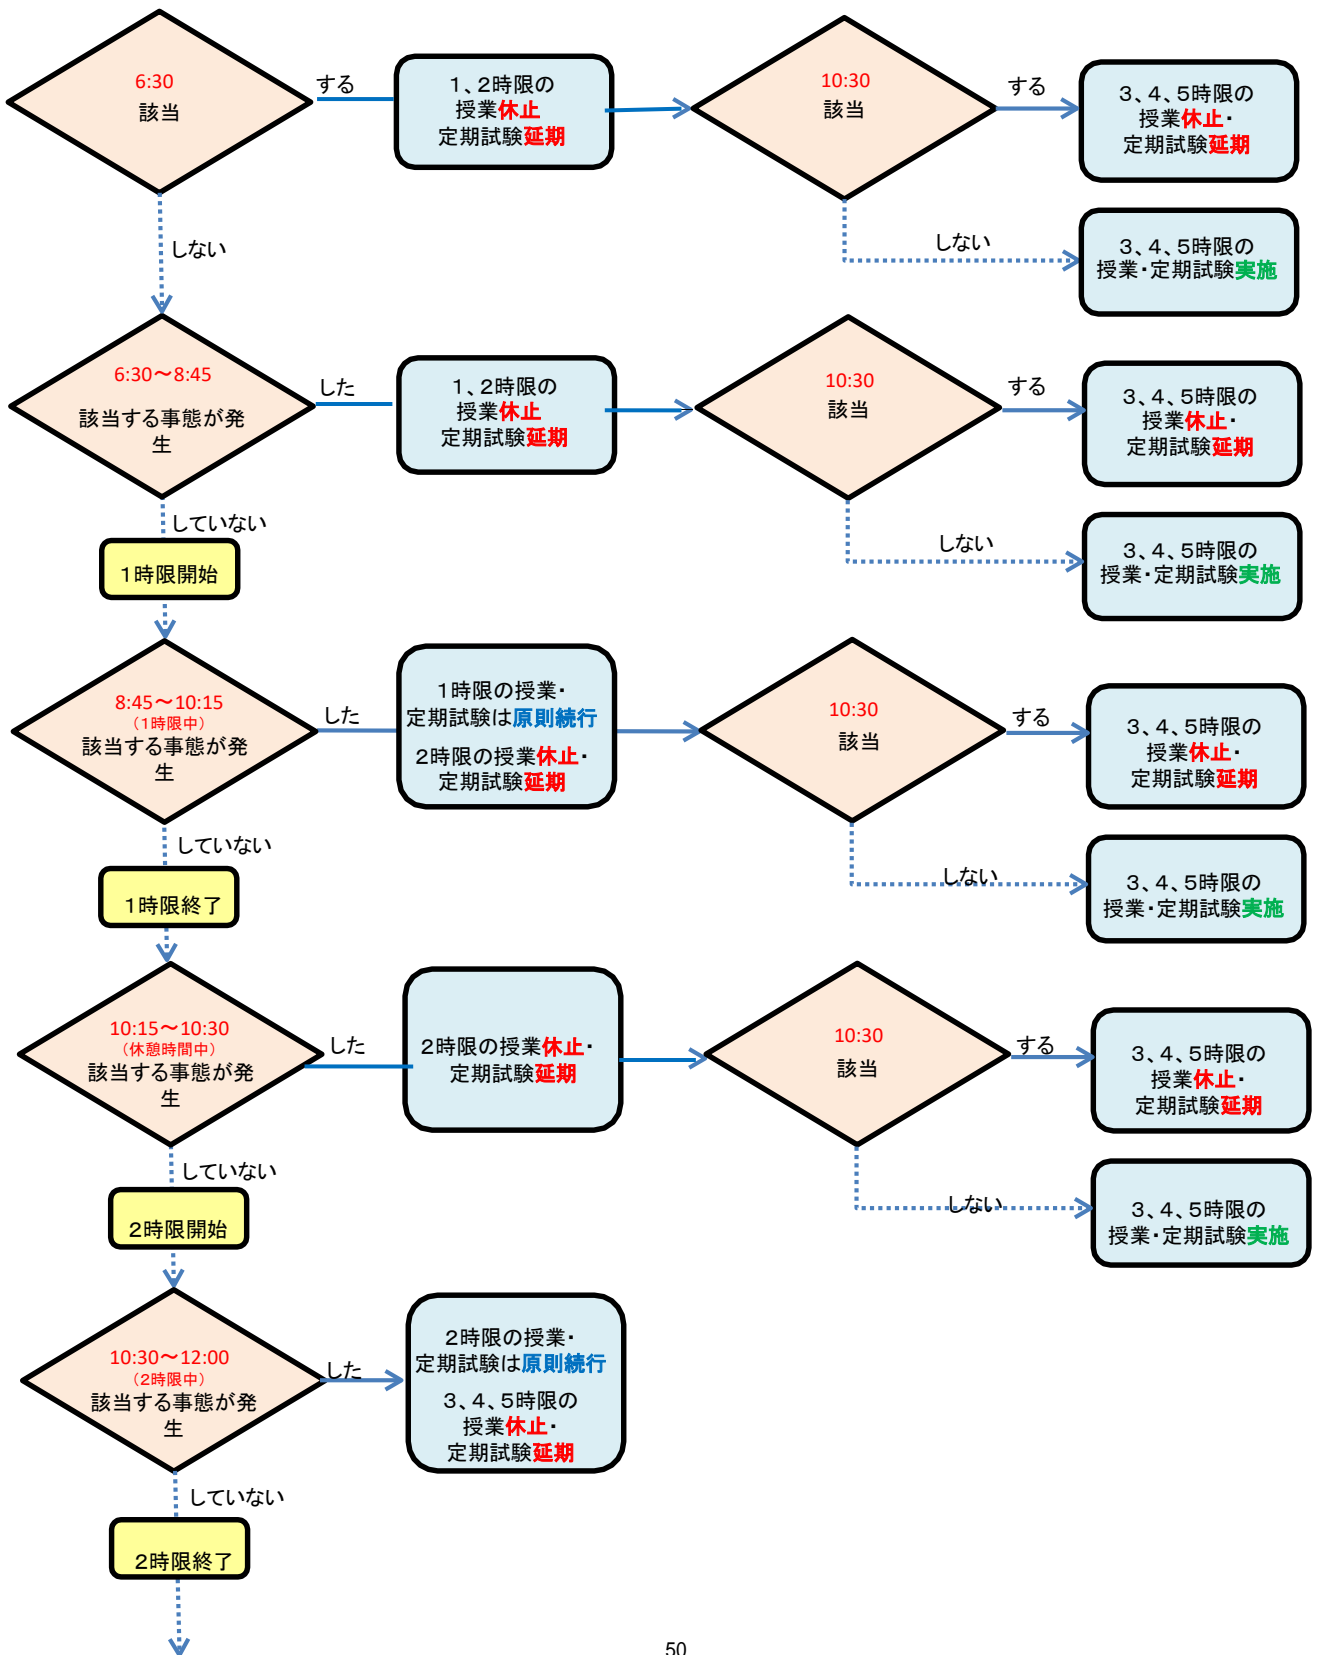 6:30
該当
する
1、2時限の
授業休止
定期試験延期
10:30
該当
する
3、4、5時限の
授業休止・
定期試験延期
しない
3、4、5時限の
授業・定期試験実施
しない
6:30～8:45
該当する事態が発
生
した
1、2時限の
授業休止
定期試験延期
10:30
該当
する
3、4、5時限の
授業休止・
定期試験延期
しない
3、4、5時限の
授業・定期試験実施
していない
1時限開始
8:45～10:15
（1時限中）
該当する事態が発
生
した
1時限の授業・
定期試験は原則続行
2時限の授業休止・
定期試験延期
10:30
該当
する
3、4、5時限の
授業休止・
定期試験延期
しない
3、4、5時限の
授業・定期試験実施
していない
1時限終了
10:15～10:30
（休憩時間中）
該当する事態が発
生
した
2時限の授業休止・
定期試験延期
10:30
該当
する
3、4、5時限の
授業休止・
定期試験延期
しない
3、4、5時限の
授業・定期試験実施
していない
2時限開始
10:30～12:00
（2時限中）
該当する事態が発
生
した
2時限の授業・
定期試験は原則続行
3、4、5時限の
授業休止・
定期試験延期
していない
2時限終了
50